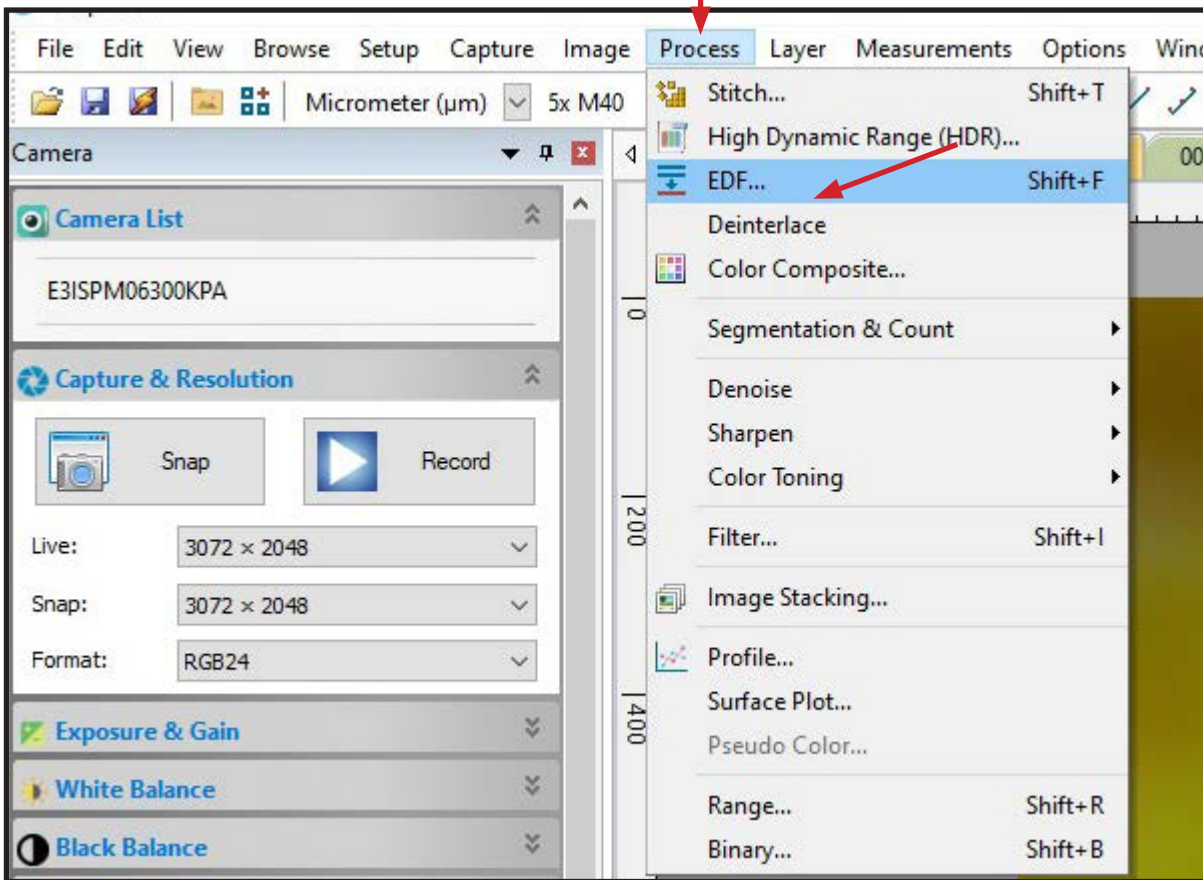 File Edit View Browse Setup Capture Image Process Layer Measurements Options
Micrometer (µm) 5x M40
Camera
Camera List
E3ISPM06300KPA
Capture & Resolution
Snap Record
Live: 3072 × 2048
Snap: 3072 × 2048
Format: RGB24
Exposure & Gain
White Balance
Black Balance
Stitch... Shift+T
High Dynamic Range (HDR)...
EDF... Shift+F
Deinterlace
Color Composite...
Segmentation & Count
Denoise
Sharpen
Color Toning
Filter... Shift+I
Image Stacking...
Profile...
Surface Plot...
Pseudo Color...
Range... Shift+R
Binary... Shift+B
00
0
200
400